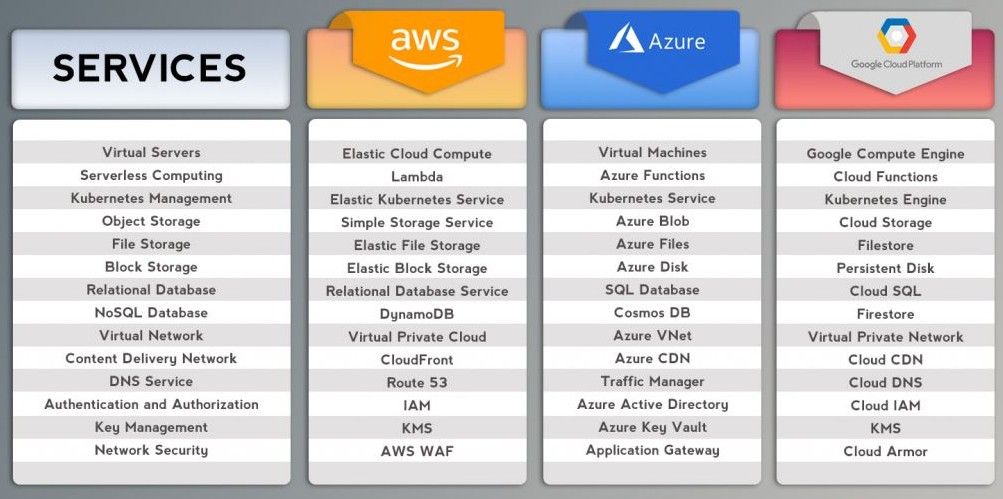 SERVICES aws Azure Google Cloud Platform
Virtual Servers Elastic Cloud Compute Virtual Machines Google Compute Engine
Serverless Computing Lambda Azure Functions Cloud Functions
Kubernetes Management Elastic Kubernetes Service Kubernetes Service Kubernetes Engine
Object Storage Simple Storage Service Azure Blob Cloud Storage
File Storage Elastic File Storage Azure Files Filestore
Block Storage Elastic Block Storage Azure Disk Persistent Disk
Relational Database Relational Database Service SQL Database Cloud SQL
NoSQL Database DynamoDB Cosmos DB Firestore
Virtual Network Virtual Private Cloud Azure VNet Virtual Private Network
Content Delivery Network CloudFront Azure CDN Cloud CDN
DNS Service Route 53 Traffic Manager Cloud DNS
Authentication and Authorization IAM Azure Active Directory Cloud IAM
Key Management KMS Azure Key Vault KMS
Network Security AWS WAF Application Gateway Cloud Armor